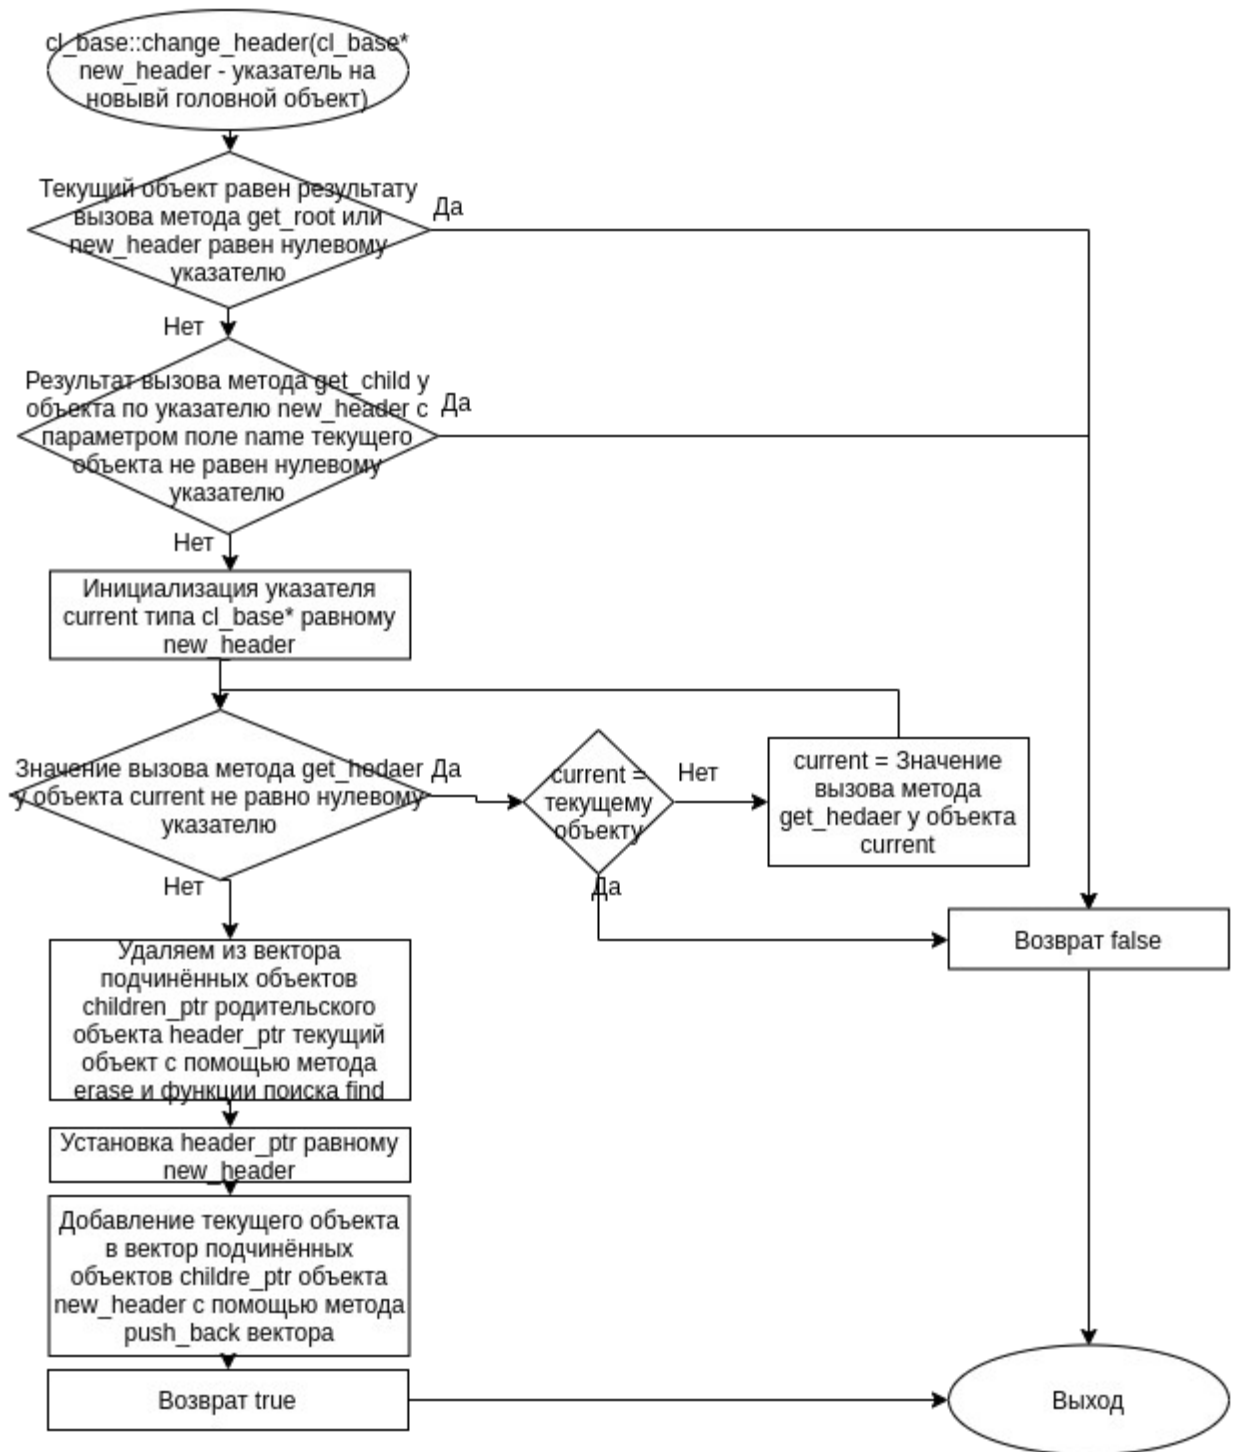 cl_base::change_header(cl_base*
new_header - указатель на
новывй головной объект)
Текущий объект равен результату
вызова метода get_root или
new_header равен нулевому
указателю
Да
Нет
Результат вызова метода get_child у
объекта по указателю new_header с
параметром поле name текущего
объекта не равен нулевому
указателю
Да
Нет
Инициализация указателя
current типа cl_base* равному
new_header
Значение вызова метода get_hedaer
у объекта current не равно нулевому
указателю
Да
current =
текущему
объекту
Нет
current = Значение
вызова метода
get_hedaer у объекта
current
Да
Нет
Возврат false
Удаляем из вектора
подчинённых объектов
children_ptr родительского
объекта header_ptr текущий
объект с помощью метода
erase и функции поиска find
Установка header_ptr равному
new_header
Добавление текущего объекта
в вектор подчинённых
объектов childre_ptr объекта
new_header с помощью метода
push_back вектора
Возврат true
Выход